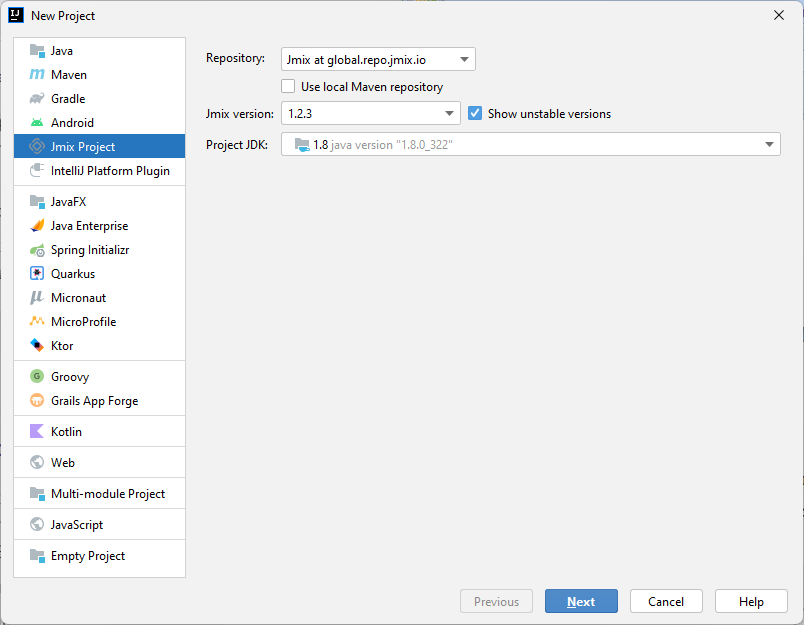 New Project
Java
Maven
Gradle
Android
Jmix Project
IntelliJ Platform Plugin
JavaFX
Java Enterprise
Spring Initializr
Quarkus
Micronaut
MicroProfile
Ktor
Groovy
Grails App Forge
Kotlin
Web
Multi-module Project
JavaScript
Empty Project
Repository: Jmix at global.repo.jmix.io
Use local Maven repository
Jmix version: 1.2.3 Show unstable versions
Project JDK: 1.8 java version "1.8.0_322"
Previous Next Cancel Help